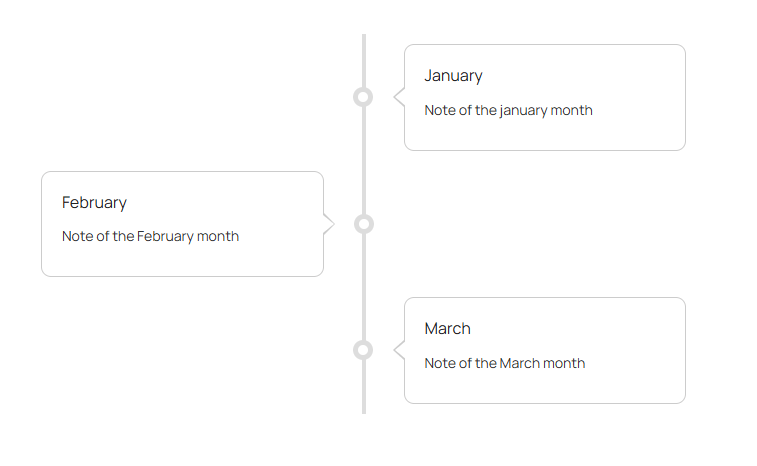 January
Note of the january month
February
Note of the February month
March
Note of the March month